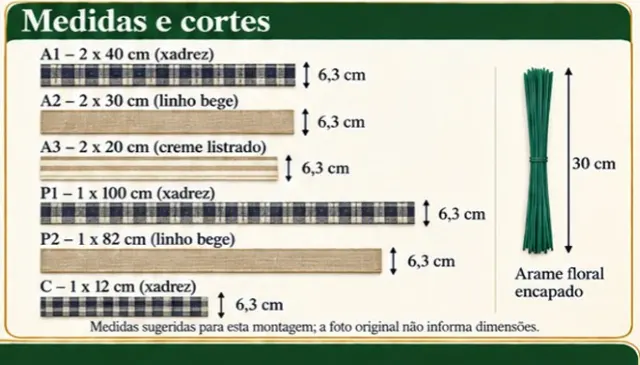 Medidas e cortes
A1 – 2 x 40 cm (xadrez)
6,3 cm
A2 – 2 x 30 cm (linho bege)
6,3 cm
A3 – 2 x 20 cm (creme listrado)
6,3 cm
P1 – 1 x 100 cm (xadrez)
6,3 cm
P2 – 1 x 82 cm (linho bege)
6,3 cm
C – 1 x 12 cm (xadrez)
6,3 cm
30 cm
Arame floral
encapado
Medidas sugeridas para esta montagem; a foto original não informa dimensões.